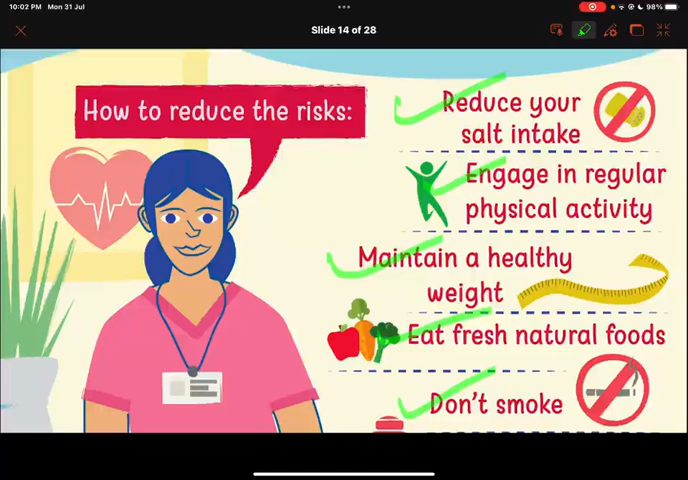 10:02 PM Mon 31 Jul
98%
Slide 14 of 28
How to reduce the risks:
Reduce your
salt intake
Engage in regular
physical activity
Maintain a healthy
weight
Eat fresh natural foods
Don't smoke